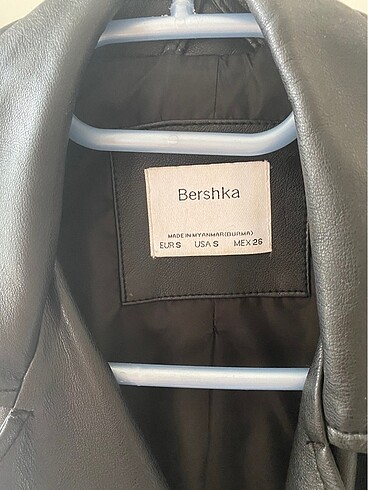 Bershka
MADE IN MYANMAR(BURMA)
EUR S USA S MEX 26